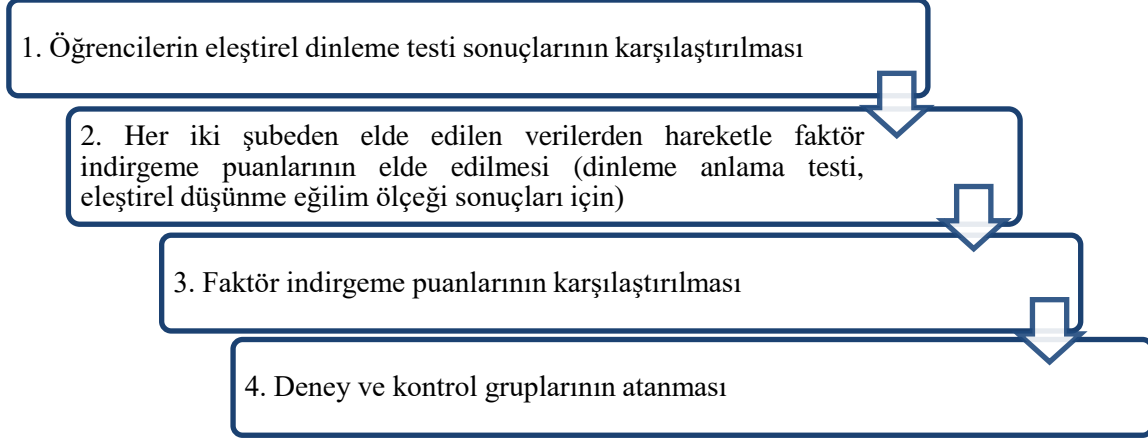 1. Öğrencilerin eleştirel dinleme testi sonuçlarının karşılaştırılması
2. Her iki şubeden elde edilen verilerden hareketle faktör
indirgeme puanlarının elde edilmesi (dinleme anlama testi,
eleştirel düşünme eğilim ölçeği sonuçları için)
3. Faktör indirgeme puanlarının karşılaştırılması
4. Deney ve kontrol gruplarının atanması